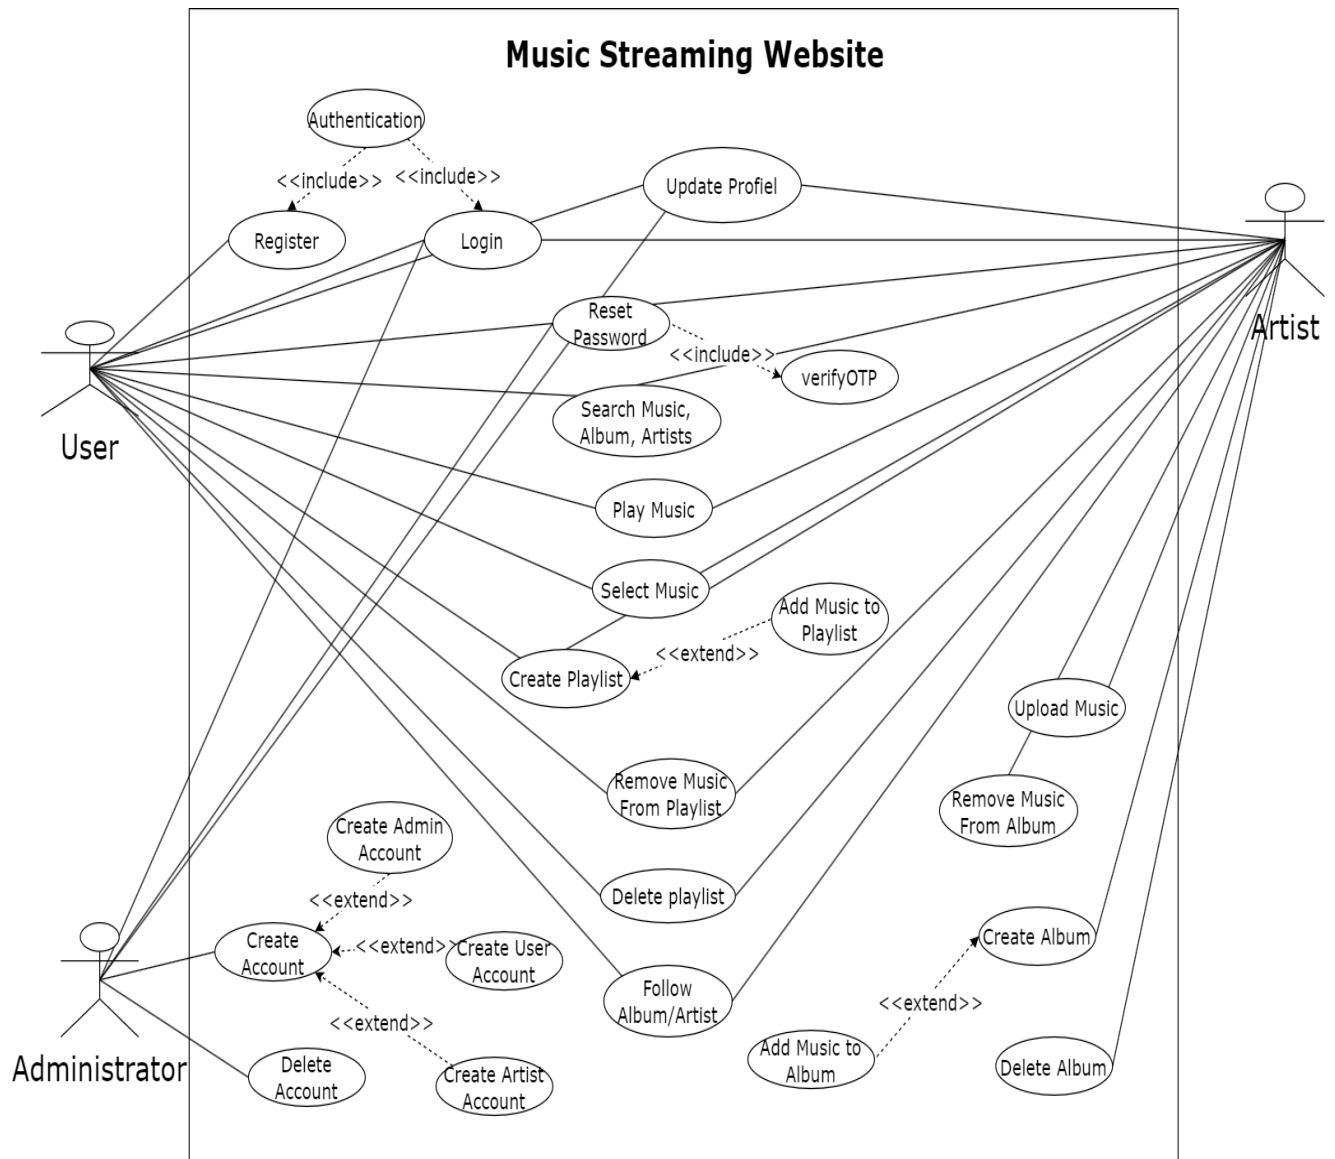 Music Streaming Website
Authentication
<<include>>
<<include>>
Update Profiel
Register
Login
Reset
Password
<<include>>
verifyOTP
Artist
Search Music,
Album, Artists
User
Play Music
Select Music
Add Music to
Playlist
<<extend>>
Create Playlist
Upload Music
Remove Music
From Playlist
Remove Music
From Album
Create Admin
Account
<<extend>>
Delete playlist
Create
Account
<<extend>>
Create User
Account
Create Album
Follow
Album/Artist
<<extend>>
<<extend>>
Administrator
Delete
Account
Create Artist
Account
Add Music to
Album
Delete Album